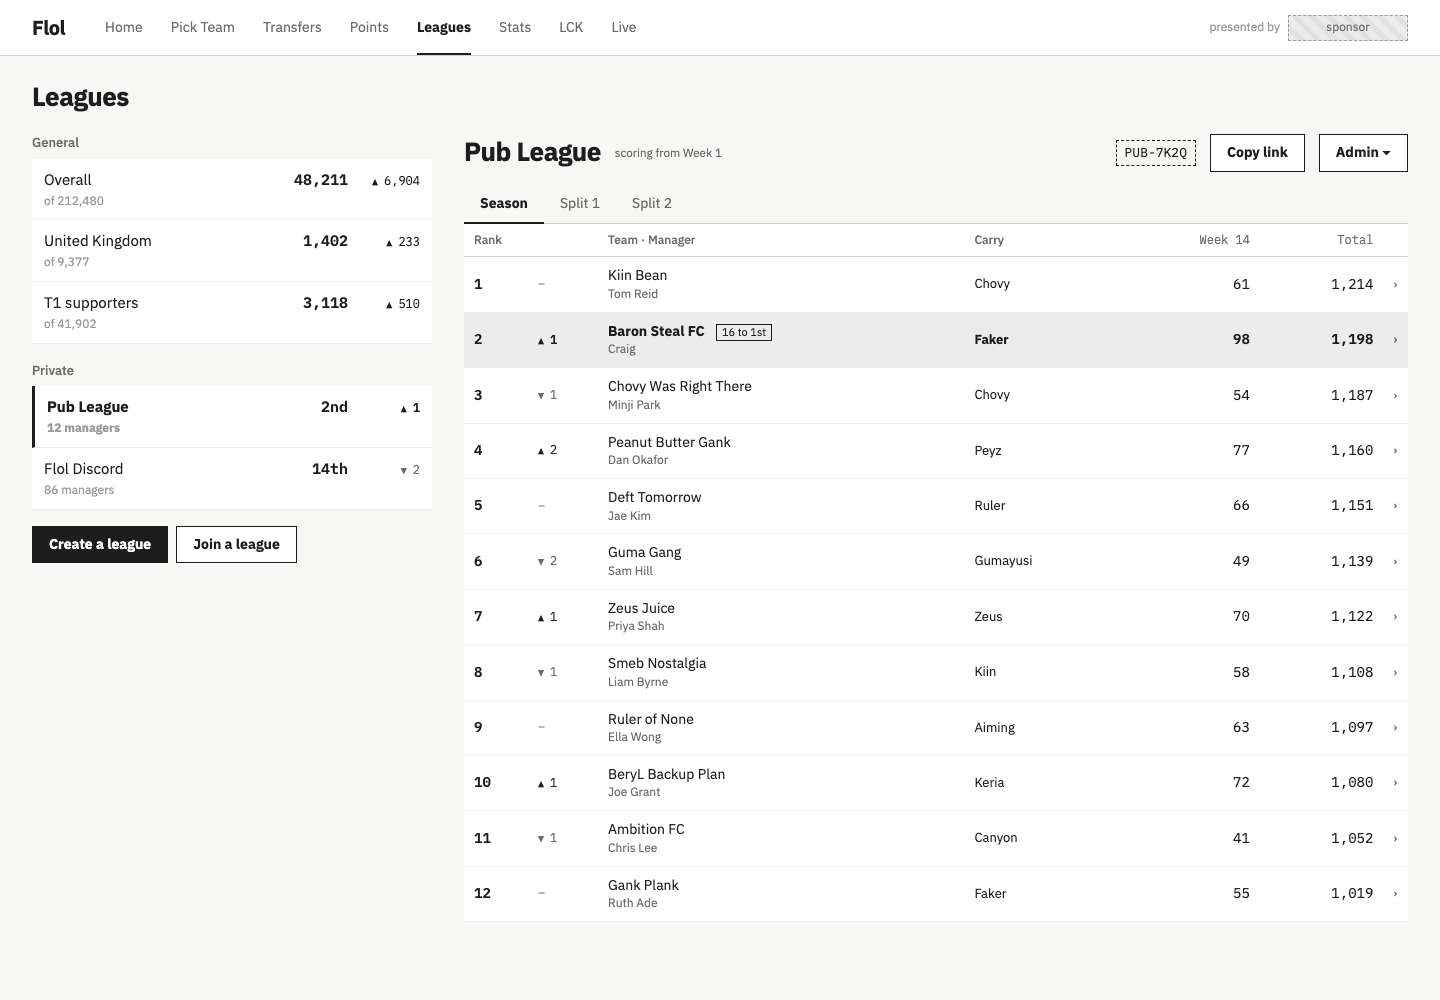 Flol Home Pick Team Transfers Points Leagues Stats LCK Live presented by sponsor
Leagues
General
Overall 48,211 ▲ 6,904
of 212,480
United Kingdom 1,402 ▲ 233
of 9,377
T1 supporters 3,118 ▲ 510
of 41,902
Private
Pub League 2nd ▲ 1
12 managers
Flol Discord 14th ▼ 2
86 managers
Create a league Join a league
Pub League scoring from Week 1 PUB-7K2Q Copy link Admin ▾
Season Split 1 Split 2
Rank Team · Manager Carry Week 14 Total
1 – Kiin Bean Chovy 61 1,214 ›
Tom Reid
2 ▲ 1 Baron Steal FC 16 to 1st Faker 98 1,198 ›
Craig
3 ▼ 1 Chovy Was Right There Chovy 54 1,187 ›
Minji Park
4 ▲ 2 Peanut Butter Gank Peyz 77 1,160 ›
Dan Okafor
5 – Deft Tomorrow Ruler 66 1,151 ›
Jae Kim
6 ▼ 2 Guma Gang Gumayusi 49 1,139 ›
Sam Hill
7 ▲ 1 Zeus Juice Zeus 70 1,122 ›
Priya Shah
8 ▼ 1 Smeb Nostalgia Kiin 58 1,108 ›
Liam Byrne
9 – Ruler of None Aiming 63 1,097 ›
Ella Wong
10 ▲ 1 BeryL Backup Plan Keria 72 1,080 ›
Joe Grant
11 ▼ 1 Ambition FC Canyon 41 1,052 ›
Chris Lee
12 – Gank Plank Faker 55 1,019 ›
Ruth Ade